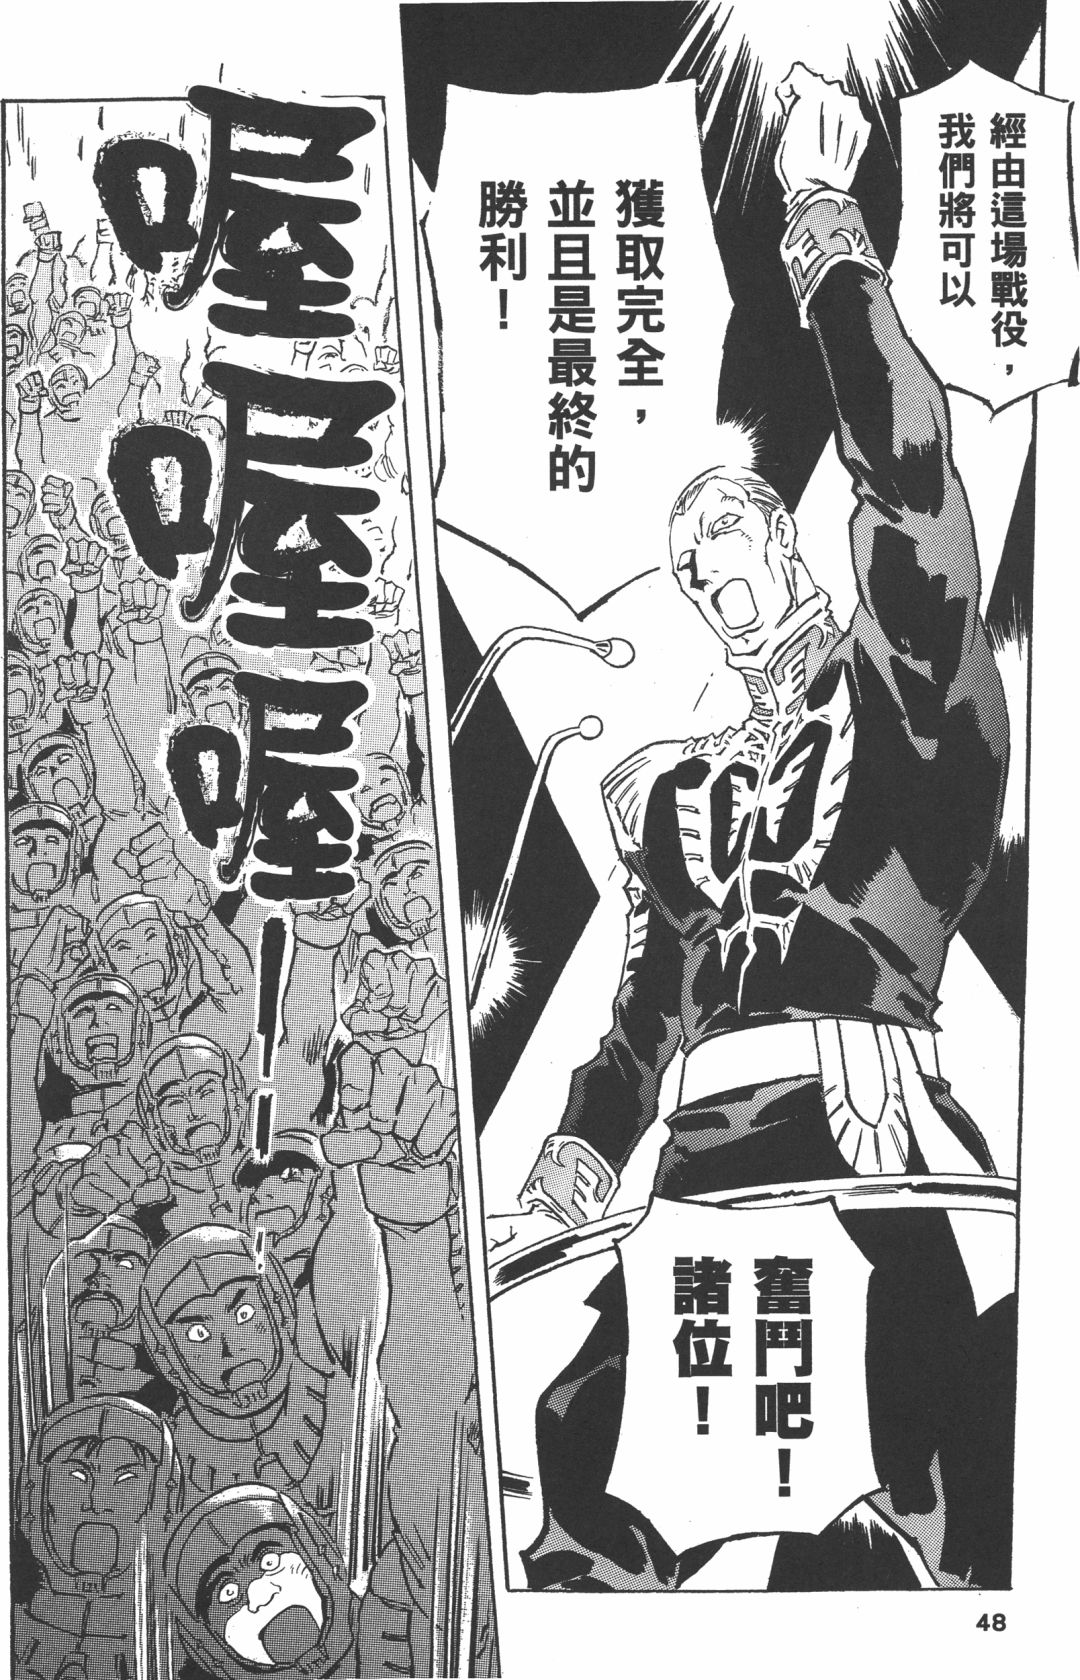 經由這場戰役，
我們將可以
獲取完全，
並且是最終的
勝利！
奮鬥吧！
諸位！
喔喔喔——！
48